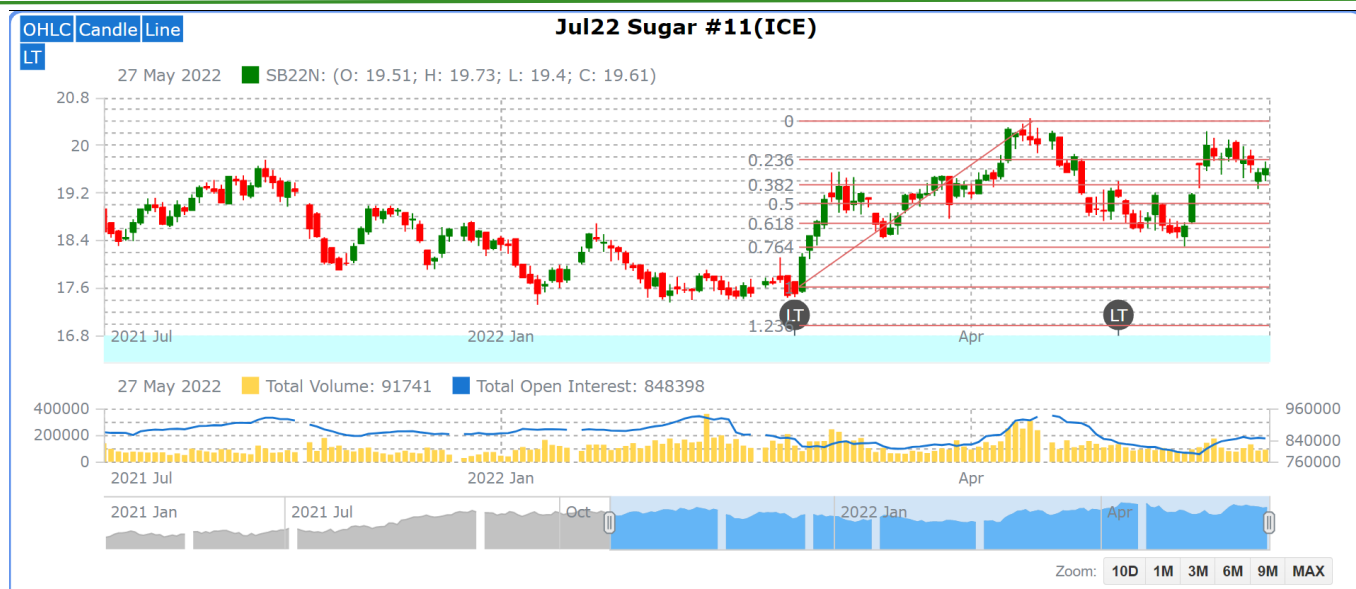 OHLC Candle Line
LT
Jul22 Sugar #11(ICE)
27 May 2022 SB22N: (O: 19.51; H: 19.73; L: 19.4; C: 19.61)
20.8
0
20
0.236
0.382
19.2
0.5
0.618
18.4
0.764
17.6
LT LT
1.236
16.8
2021 Jul 2022 Jan Apr
27 May 2022 Total Volume: 91741 Total Open Interest: 848398
400000 960000
200000 840000
0 760000
2021 Jul 2022 Jan Apr
2021 Jan 2021 Jul Oct 2022 Jan Apr
Zoom: 10D 1M 3M 6M 9M MAX